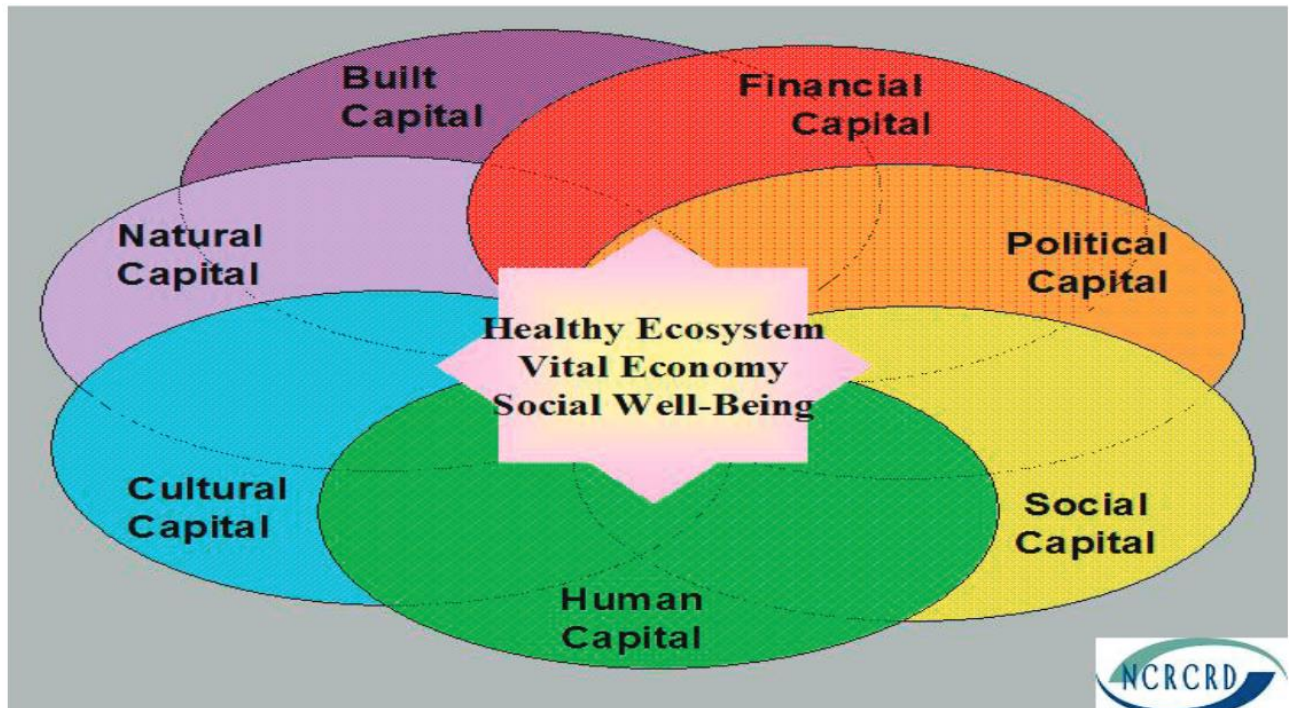 Built
Capital
Financial
Capital
Natural
Capital
Political
Capital
Healthy Ecosystem
Vital Economy
Social Well-Being
Cultural
Capital
Social
Capital
Human
Capital
NCRCRD